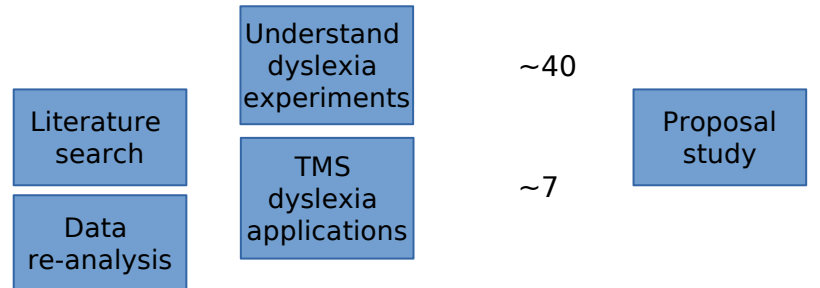 Literature
search
Data
re-analysis
Understand
dyslexia
experiments
TMS
dyslexia
applications
~40
~7
Proposal
study